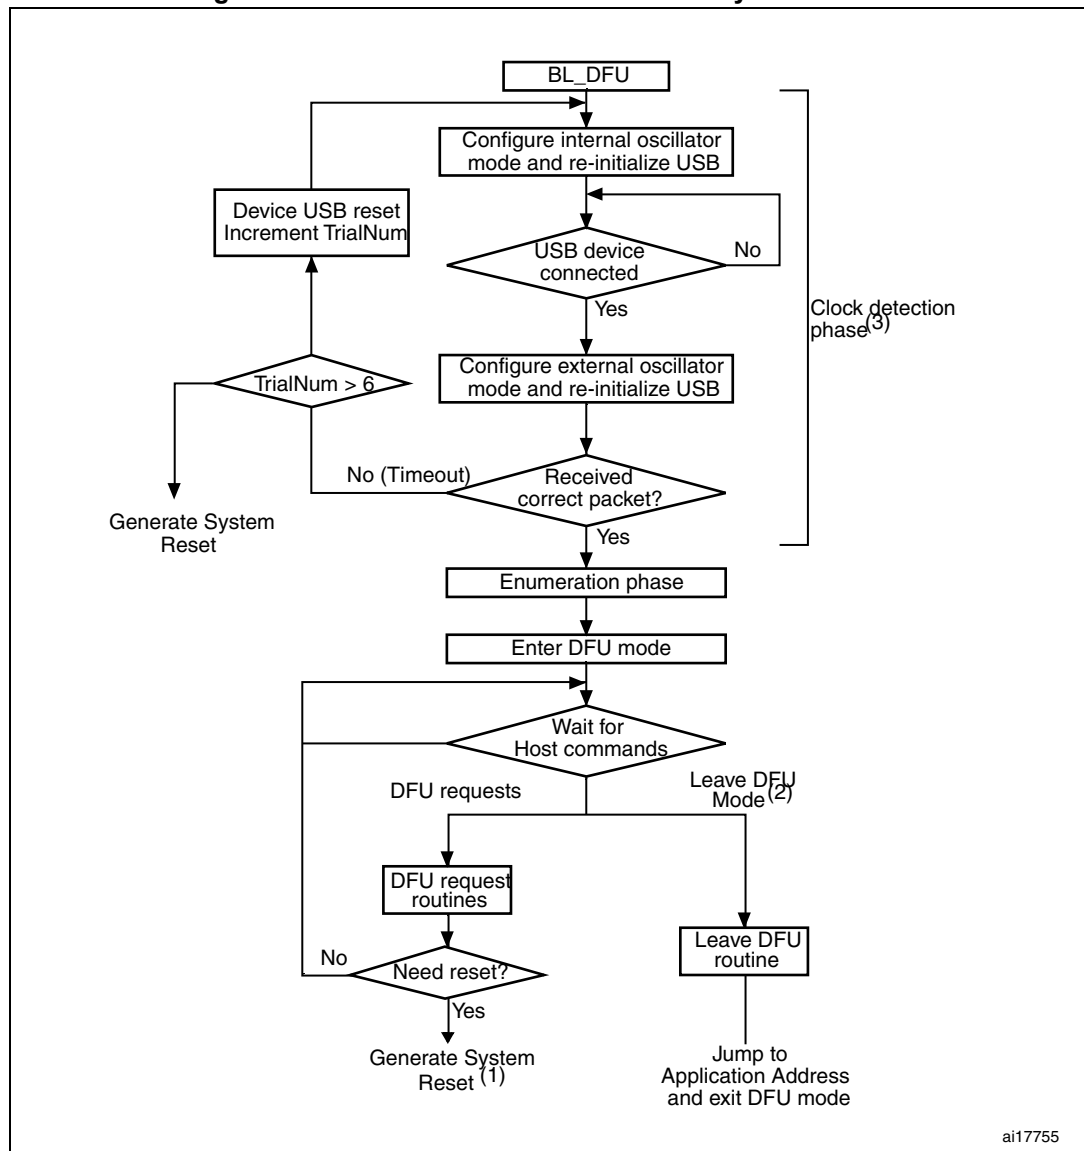 BL_DFU
Configure internal oscillator
mode and re-initialize USB
Device USB reset
Increment TrialNum
USB device
connected
No
Yes
Clock detection
phase(3)
Configure external oscillator
mode and re-initialize USB
TrialNum > 6
No (Timeout)
Received
correct packet?
Generate System
Reset
Yes
Enumeration phase
Enter DFU mode
Wait for
Host commands
DFU requests
Leave DFU
Mode(2)
DFU request
routines
Leave DFU
routine
No
Need reset?
Yes
Generate System
Reset (1)
Jump to
Application Address
and exit DFU mode
ai17755